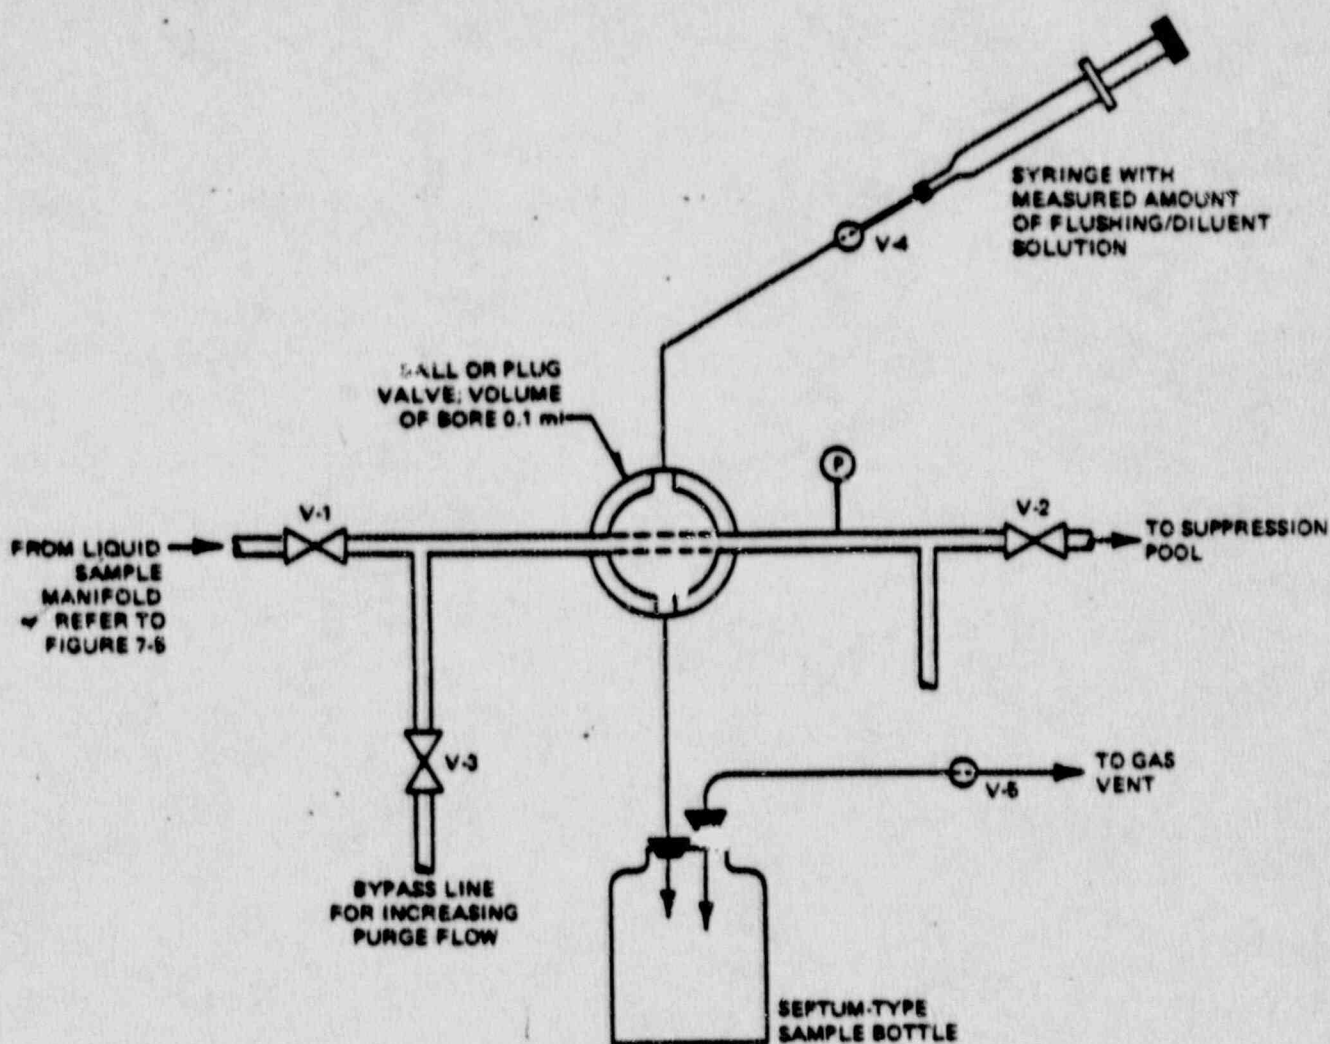 SYRINGE WITH
MEASURED AMOUNT
OF FLUSHING/DILUENT
SOLUTION
V-4
BALL OR PLUG
VALVE; VOLUME
OF BORE 0.1 ml
P
V-1
V-2
FROM LIQUID
SAMPLE
MANIFOLD
REFER TO
FIGURE 7-5
TO SUPPRESSION
POOL
V-3
TO GAS
VENT
V-5
BYPASS LINE
FOR INCREASING
PURGE FLOW
SEPTUM-TYPE
SAMPLE BOTTLE